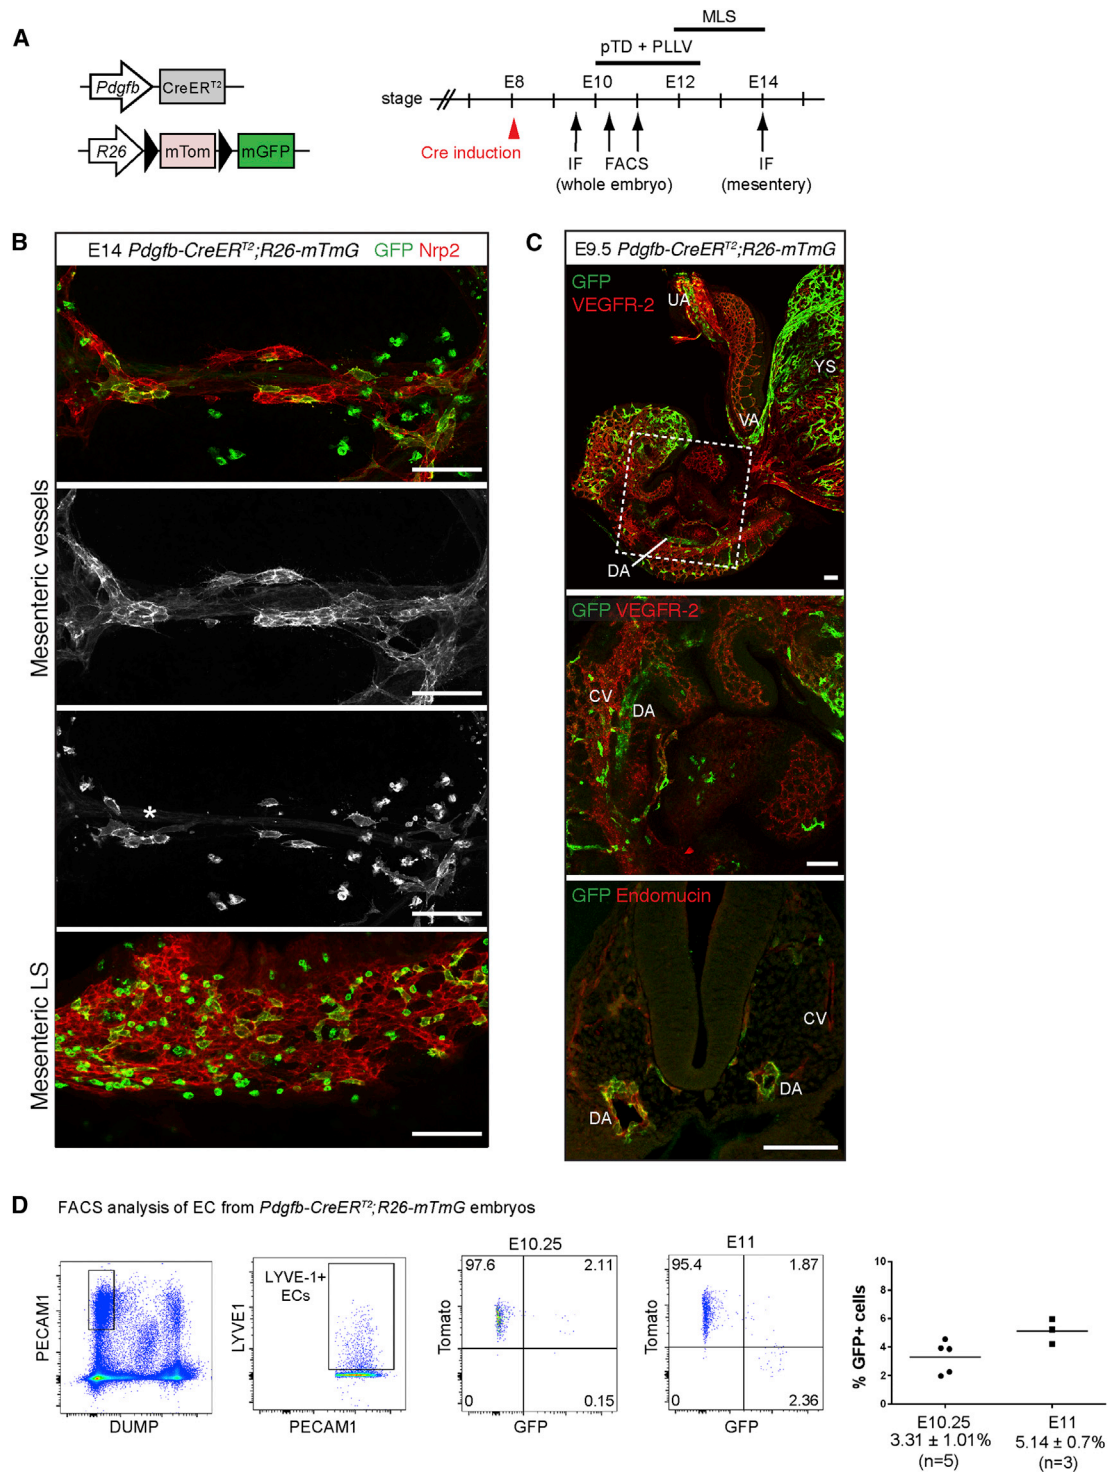 A
Pdgfb
CreER^T2
R26
mTom
mGFP
MLS
pTD + PLLV
E8
E10
E12
E14
stage
Cre induction
IF
FACS
IF
(whole embryo)
(mesentery)
B
E14 Pdgfb-CreER^T2;R26-mTmG GFP Nrp2
Mesenteric vessels
*
Mesenteric LS
C
E9.5 Pdgfb-CreER^T2;R26-mTmG
GFP
VEGFR-2
UA
YS
VA
DA
GFP VEGFR-2
CV
DA
GFP Endomucin
CV
DA
DA
D
FACS analysis of EC from Pdgfb-CreER^T2;R26-mTmG embryos
PECAM1
DUMP
LYVE1
LYVE-1+
ECs
PECAM1
E10.25
97.6
2.11
Tomato
0
0.15
GFP
E11
95.4
1.87
Tomato
0
2.36
GFP
% GFP+ cells
10
8
6
4
2
0
E10.25
3.31 ± 1.01%
(n=5)
E11
5.14 ± 0.7%
(n=3)